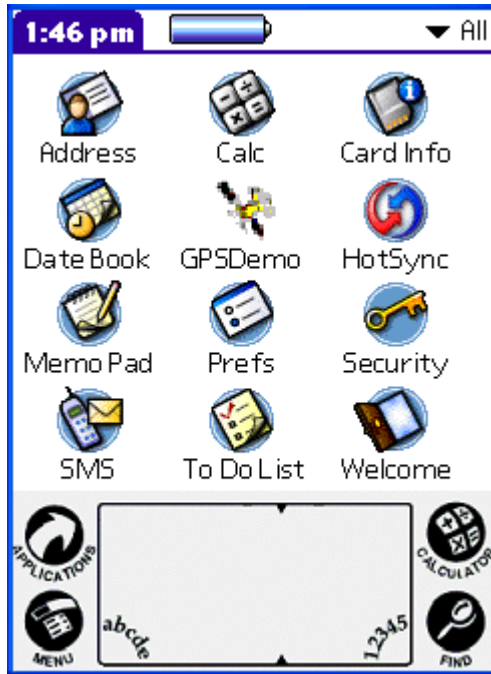 1:46 pm All
Address Calc Card Info
Date Book GPSDemo HotSync
Memo Pad Prefs Security
SMS To Do List Welcome
APPLICATIONS CALCULATOR
abcde 12345
MENU FIND